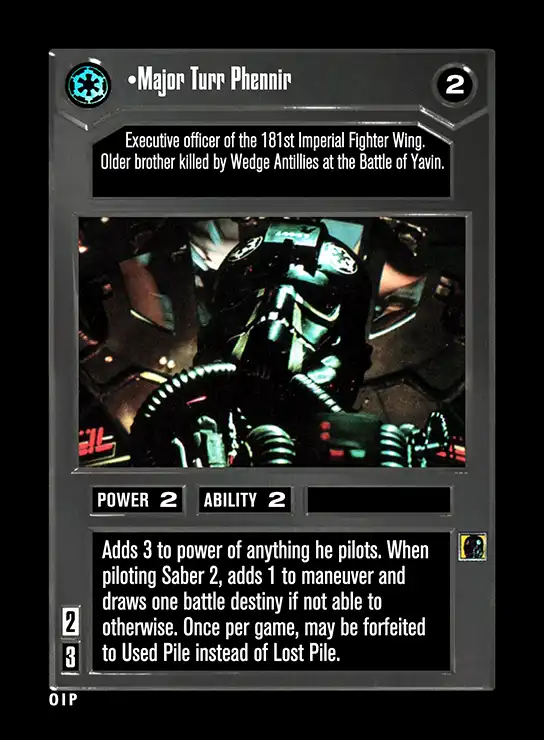 •Major Turr Phennir
2
Executive officer of the 181st Imperial Fighter Wing.
Older brother killed by Wedge Antillies at the Battle of Yavin.
POWER 2
ABILITY 2
Adds 3 to power of anything he pilots. When
piloting Saber 2, adds 1 to maneuver and
draws one battle destiny if not able to
otherwise. Once per game, may be forfeited
to Used Pile instead of Lost Pile.
2
3
OIP